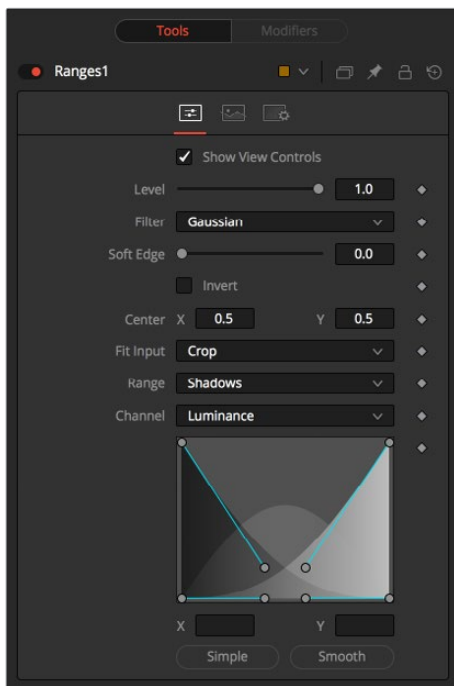 Tools Modifiers
Ranges1
Show View Controls
Level 1.0
Filter Gaussian
Soft Edge 0.0
Invert
Center X 0.5 Y 0.5
Fit Input Crop
Range Shadows
Channel Luminance
X Y
Simple Smooth